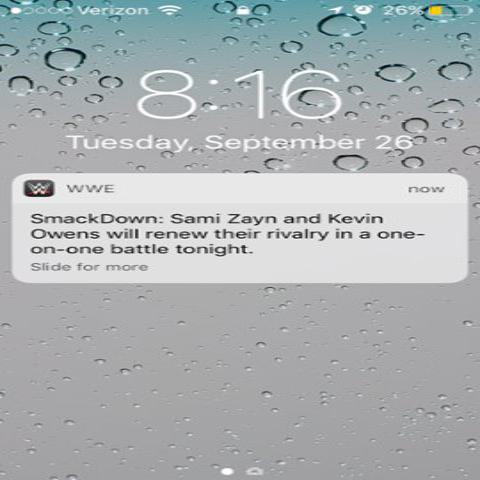 Verizon 26%
8:16
Tuesday, September 26
WWE now
SmackDown: Sami Zayn and Kevin
Owens will renew their rivalry in a one-
on-one battle tonight.
Slide for more